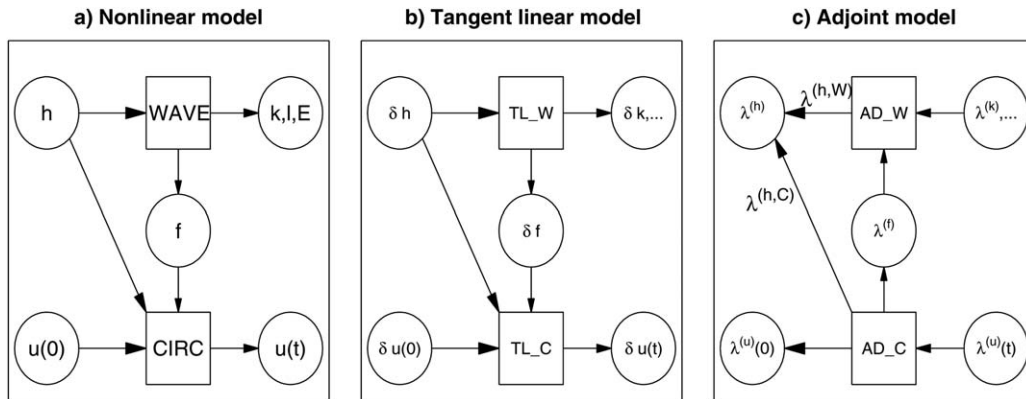 a) Nonlinear model
h
WAVE
k,l,E
f
u(0)
CIRC
u(t)
b) Tangent linear model
δ h
TL_W
δ k,...
δ f
δ u(0)
TL_C
δ u(t)
c) Adjoint model
λ(h)
λ(h,W)
AD_W
λ(k),...
λ(h,C)
λ(f)
λ(u)(0)
AD_C
λ(u)(t)